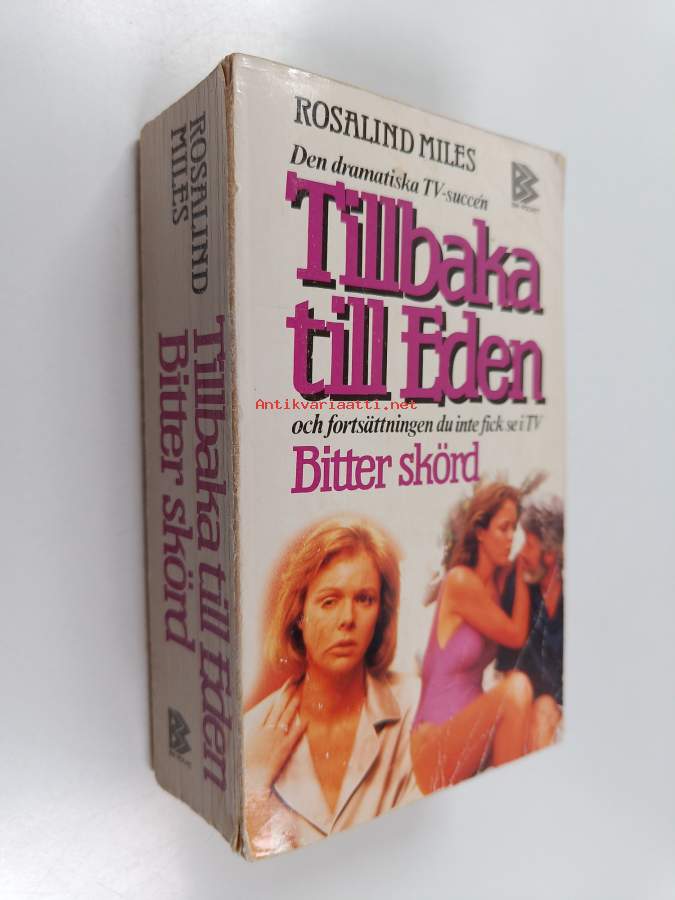 ROSALIND MILES
Den dramatiska TV-succén
Tillbaka
till Eden
Antikvariaatti.net
och fortsättningen du inte fick se i TV
Bitter skörd
ROSALIND
MILES
Tillbaka till Eden
Bitter skörd